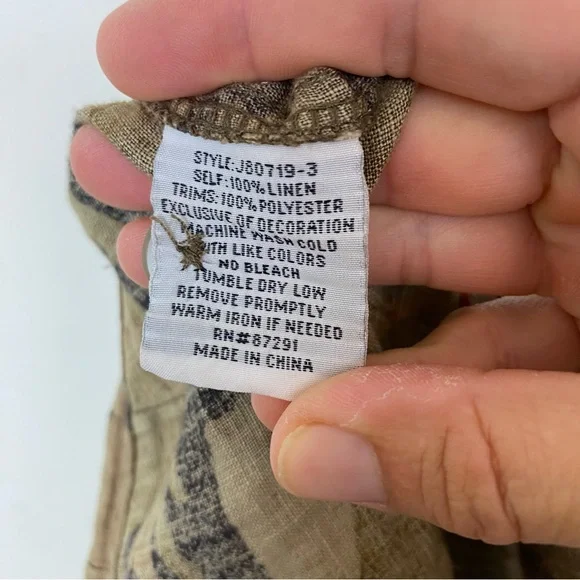 STYLE:J80719-3
SELF:100% LINEN
TRIMS:100% POLYESTER
EXCLUSIVE OF DECORATION
MACHINE WASH COLD
WITH LIKE COLORS
NO BLEACH
TUMBLE DRY LOW
REMOVE PROMPTLY
WARM IRON IF NEEDED
RN#87291
MADE IN CHINA